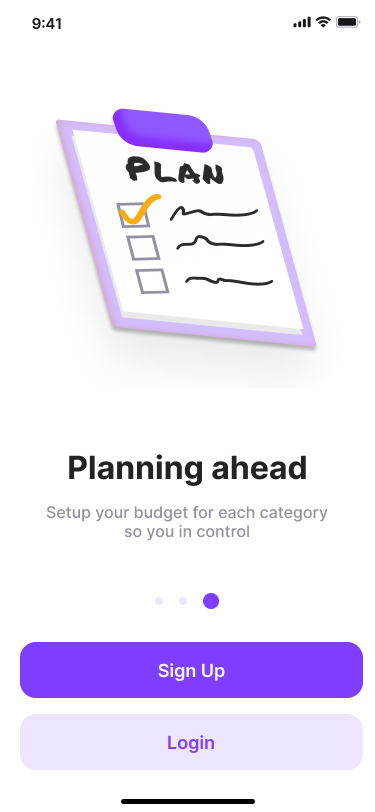 9:41
PLAN
Planning ahead
Setup your budget for each category
so you in control
Sign Up
Login